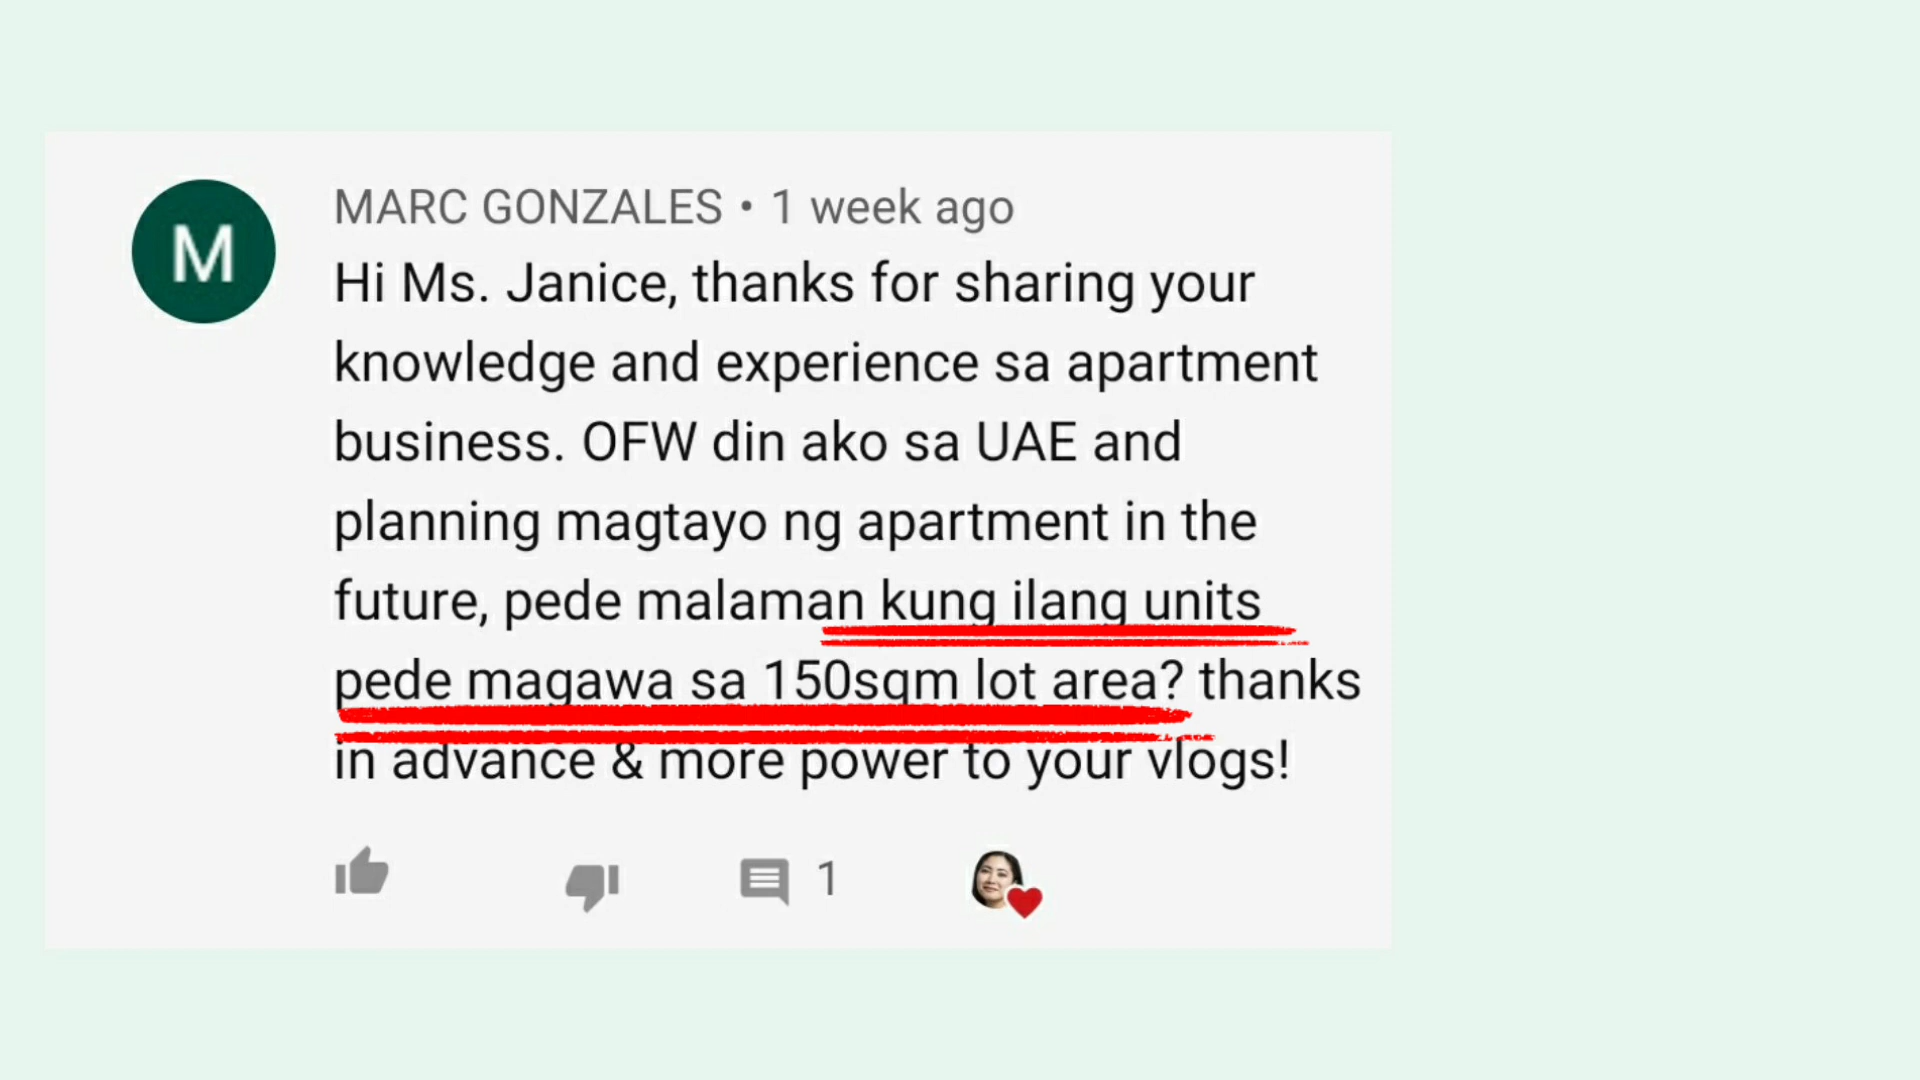 M
MARC GONZALES • 1 week ago
Hi Ms. Janice, thanks for sharing your
knowledge and experience sa apartment
business. OFW din ako sa UAE and
planning magtayo ng apartment in the
future, pede malaman kung ilang units
pede magawa sa 150sqm lot area? thanks
in advance & more power to your vlogs!
1